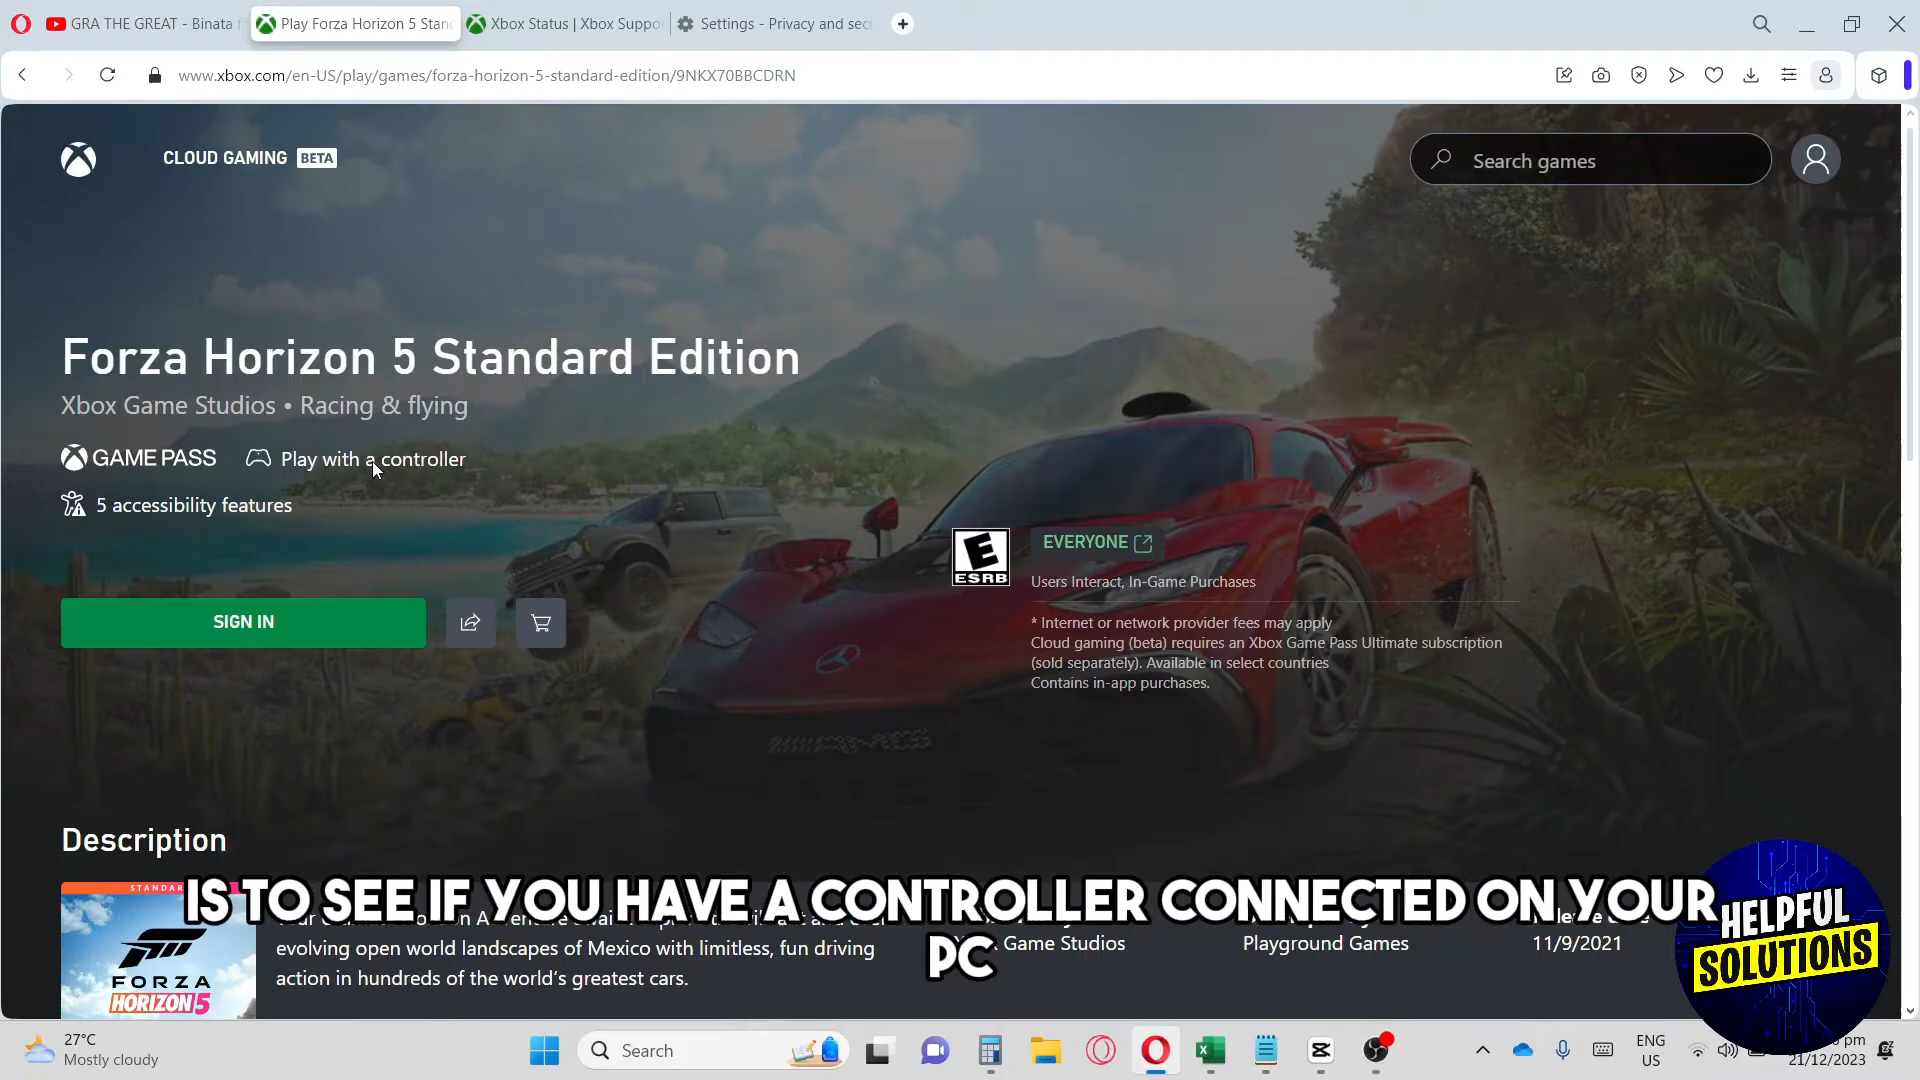 GRA THE GREAT - Binata
Play Forza Horizon 5 Stand
Xbox Status | Xbox Suppo
Settings - Privacy and secu
www.xbox.com/en-US/play/games/forza-horizon-5-standard-edition/9NKX70BBCDRN
CLOUD GAMING BETA
Search games
Forza Horizon 5 Standard Edition
Xbox Game Studios • Racing & flying
GAME PASS Play with a controller
5 accessibility features
E
ESRB
EVERYONE
Users Interact, In-Game Purchases
SIGN IN
* Internet or network provider fees may apply
Cloud gaming (beta) requires an Xbox Game Pass Ultimate subscription
(sold separately). Available in select countries
Contains in-app purchases.
Description
STANDAR
FORZA
HORIZON 5
IS TO SEE IF YOU HAVE A CONTROLLER CONNECTED ON YOUR
PC
evolving open world landscapes of Mexico with limitless, fun driving
action in hundreds of the world's greatest cars.
Game Studios
Playground Games
11/9/2021
HELPFUL
SOLUTIONS
27°C
Mostly cloudy
Search
ENG
US
pm
21/12/2023